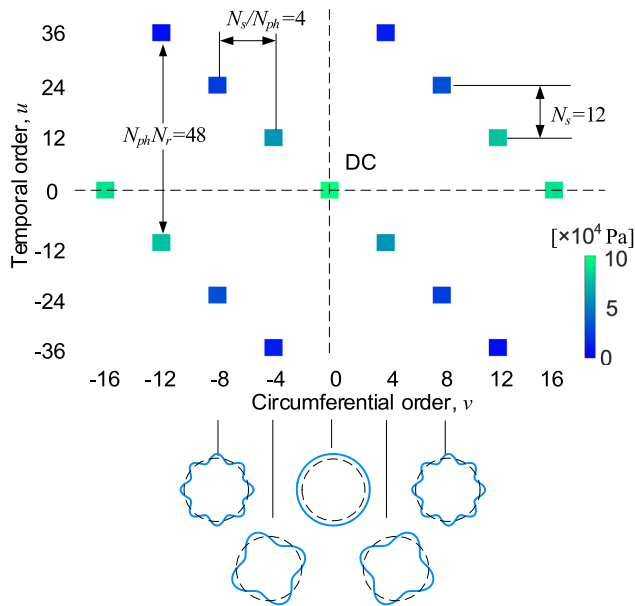 36
24
12
0
-12
-24
-36
Temporal order, u
N_s/N_ph=4
N_phN_r=48
N_s=12
DC
[×10^4 Pa]
10
5
0
-16 -12 -8 -4 0 4 8 12 16
Circumferential order, v